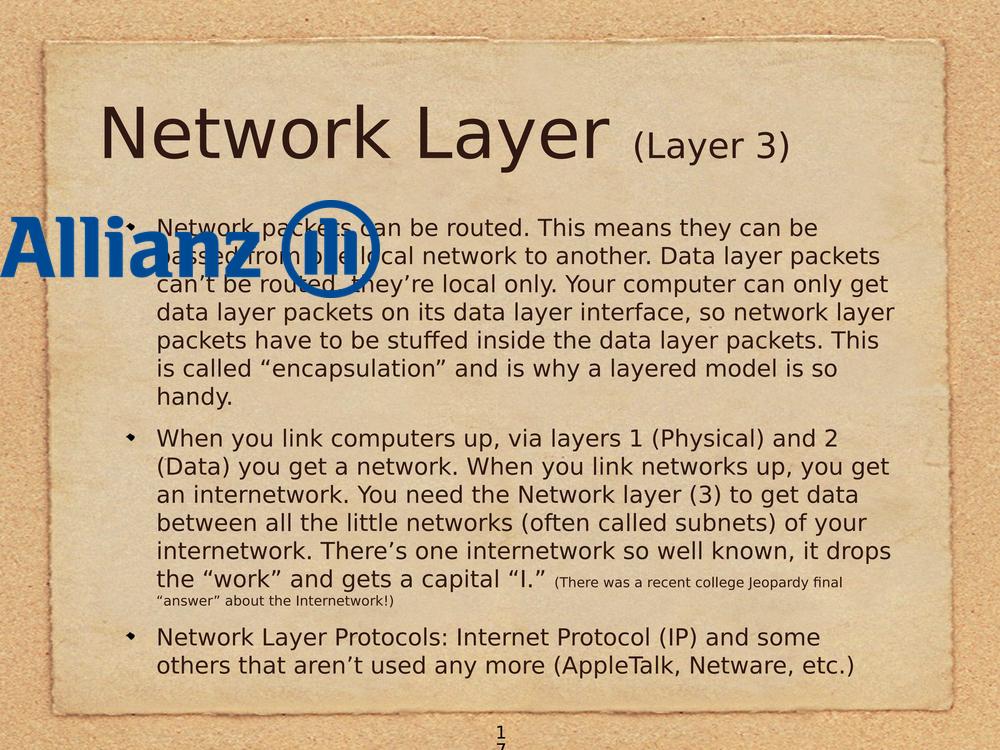 Network Layer (Layer 3)
Allianz
Network packets can be routed. This means they can be
passed from one local network to another. Data layer packets
can’t be routed, they’re local only. Your computer can only get
data layer packets on its data layer interface, so network layer
packets have to be stuffed inside the data layer packets. This
is called “encapsulation” and is why a layered model is so
handy.
When you link computers up, via layers 1 (Physical) and 2
(Data) you get a network. When you link networks up, you get
an internetwork. You need the Network layer (3) to get data
between all the little networks (often called subnets) of your
internetwork. There’s one internetwork so well known, it drops
the “work” and gets a capital “I.” (There was a recent college Jeopardy final
“answer” about the Internetwork!)
Network Layer Protocols: Internet Protocol (IP) and some
others that aren’t used any more (AppleTalk, Netware, etc.)
1
7